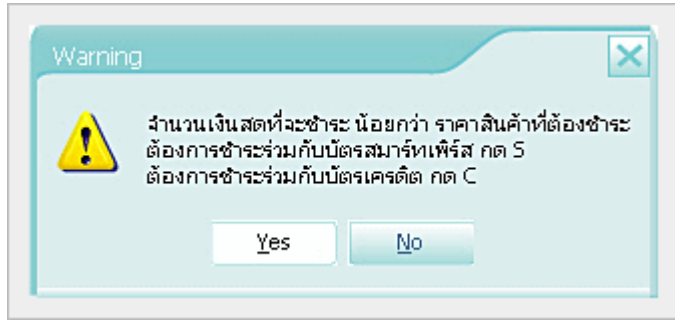 Warning
จำนวนเงินสดที่จะชำระ น้อยกว่า ราคาสินค้าที่ต้องชำระ
ต้องการชำระร่วมกับบัตรสมาร์ทเพิร์ส กด S
ต้องการชำระร่วมกับบัตรเครดิต กด C
Yes No